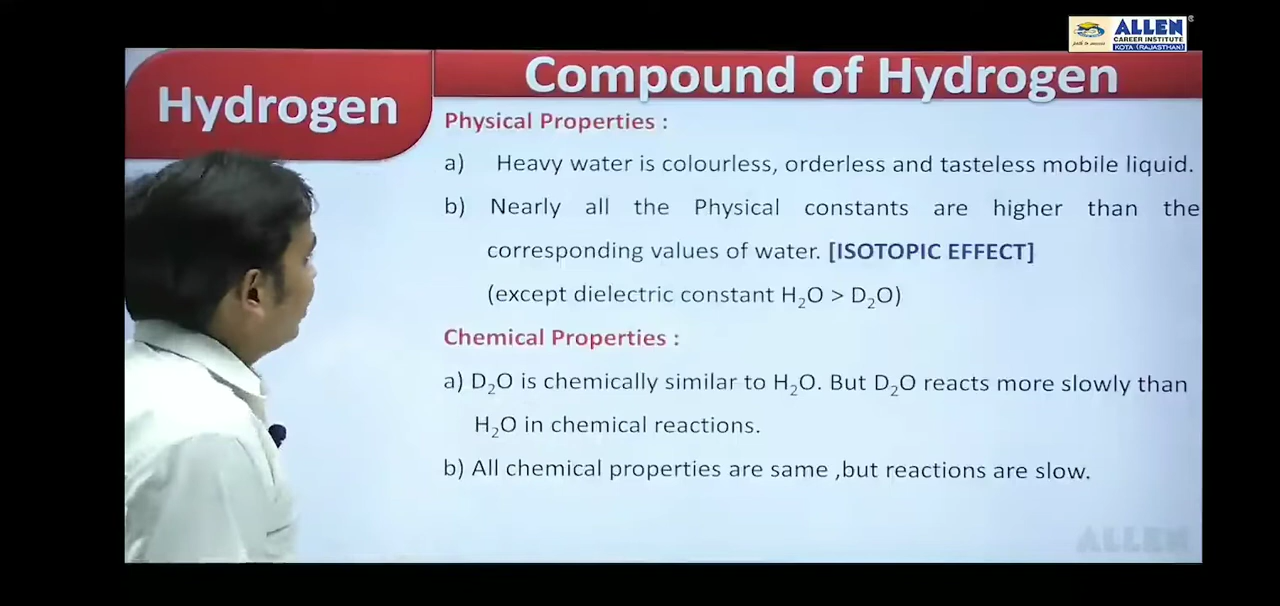 ALLEN
CAREER INSTITUTE
KOTA (RAJASTHAN)
Hydrogen
Compound of Hydrogen
Physical Properties :
a) Heavy water is colourless, orderless and tasteless mobile liquid.
b) Nearly all the Physical constants are higher than the
corresponding values of water. [ISOTOPIC EFFECT]
(except dielectric constant H₂O > D₂O)
Chemical Properties :
a) D₂O is chemically similar to H₂O. But D₂O reacts more slowly than
H₂O in chemical reactions.
b) All chemical properties are same ,but reactions are slow.
ALLEN